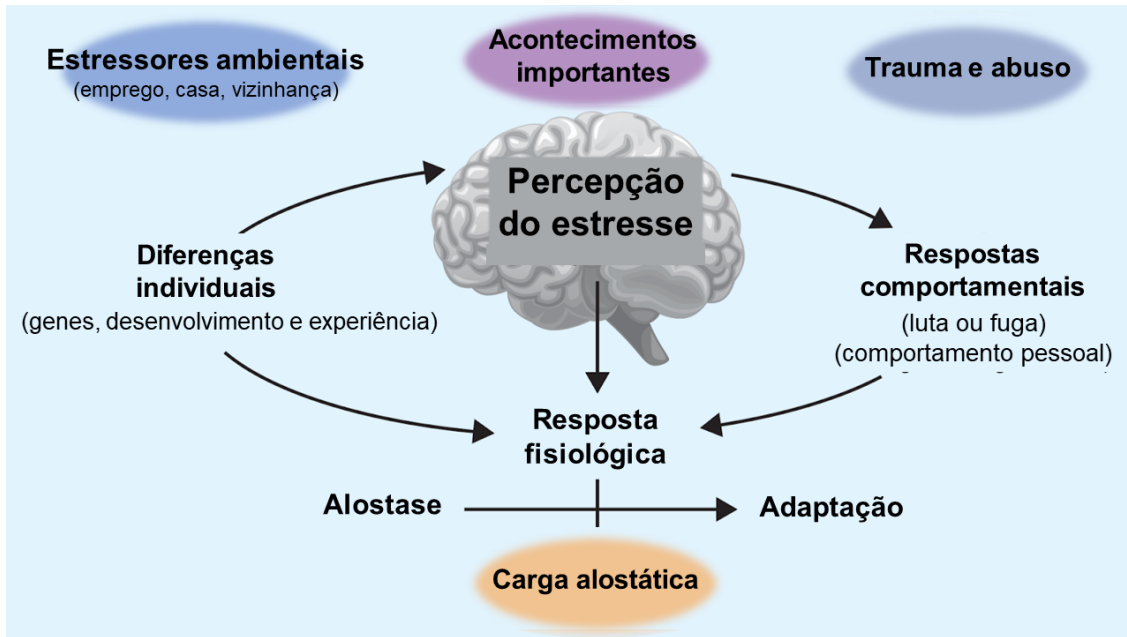 Estressores ambientais
(emprego, casa, vizinhança)
Acontecimentos
importantes
Trauma e abuso
Percepção
do estresse
Diferenças
individuais
(genes, desenvolvimento e experiência)
Respostas
comportamentais
(luta ou fuga)
(comportamento pessoal)
Resposta
fisiológica
Alostase
Adaptação
Carga alostática